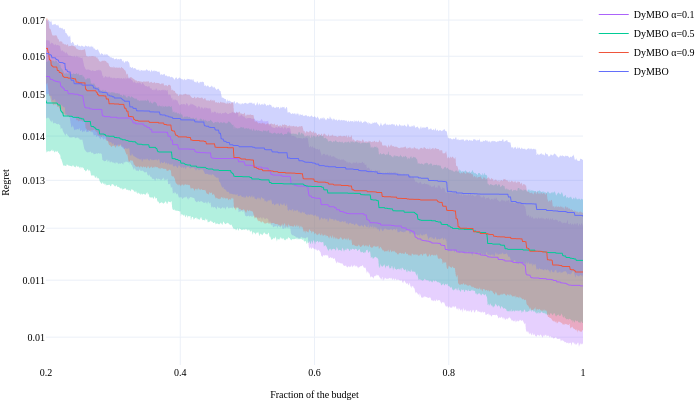 0.017
0.016
0.015
0.014
0.013
0.012
0.011
0.01
Regret
0.2
0.4
0.6
0.8
1
Fraction of the budget
DyMBO α=0.1
DyMBO α=0.5
DyMBO α=0.9
DyMBO